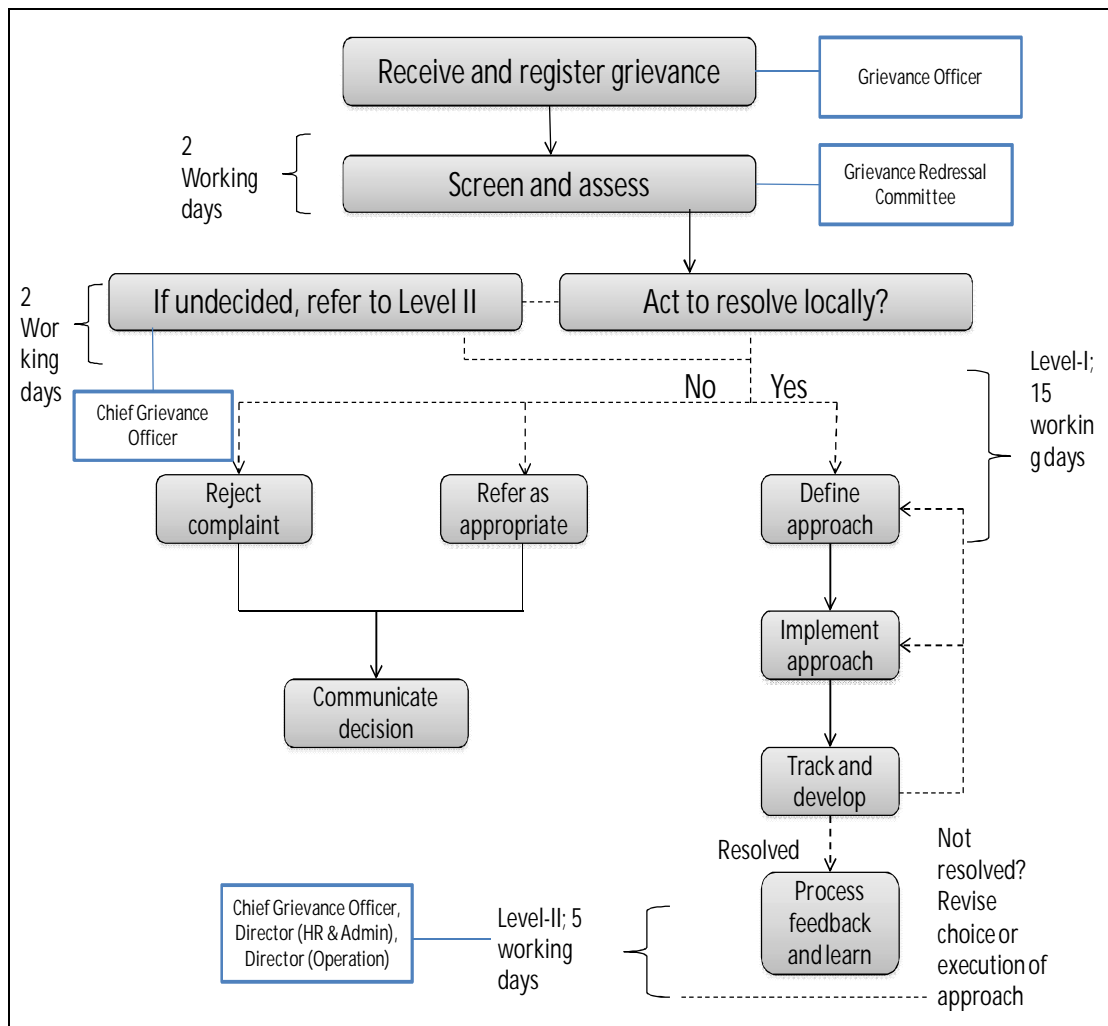 Receive and register grievance
Grievance Officer
2
Working
days
Screen and assess
Grievance Redressal
Committee
2
Wor
king
days
If undecided, refer to Level II
Act to resolve locally?
Chief Grievance
Officer
No
Yes
Level-I;
15
workin
g days
Reject
complaint
Refer as
appropriate
Define
approach
Implement
approach
Communicate
decision
Track and
develop
Resolved
Not
resolved?
Revise
choice or
execution of
approach
Process
feedback
and learn
Chief Grievance Officer,
Director (HR & Admin),
Director (Operation)
Level-II; 5
working
days